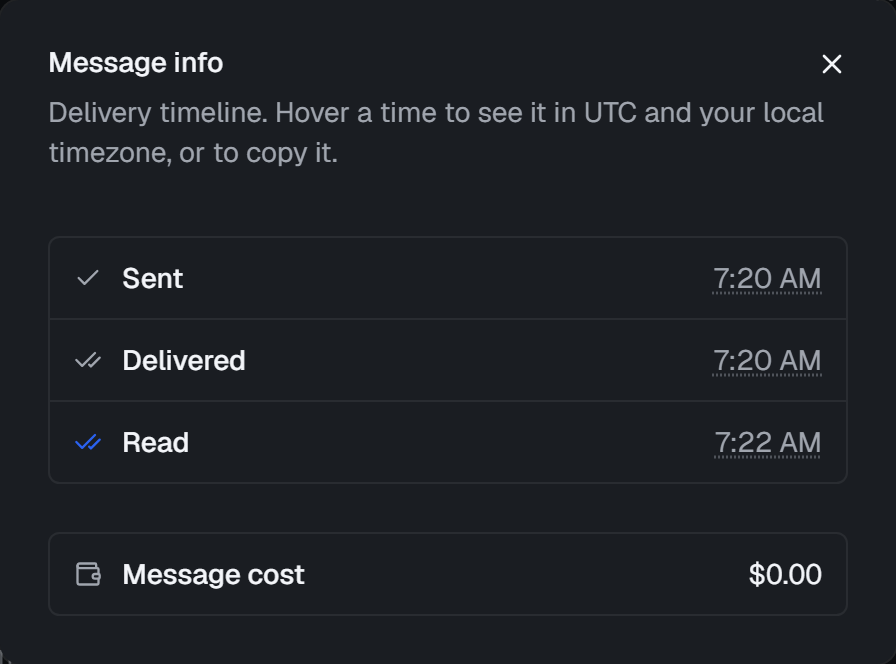 Message info
Delivery timeline. Hover a time to see it in UTC and your local
timezone, or to copy it.
Sent 7:20 AM
Delivered 7:20 AM
Read 7:22 AM
Message cost $0.00